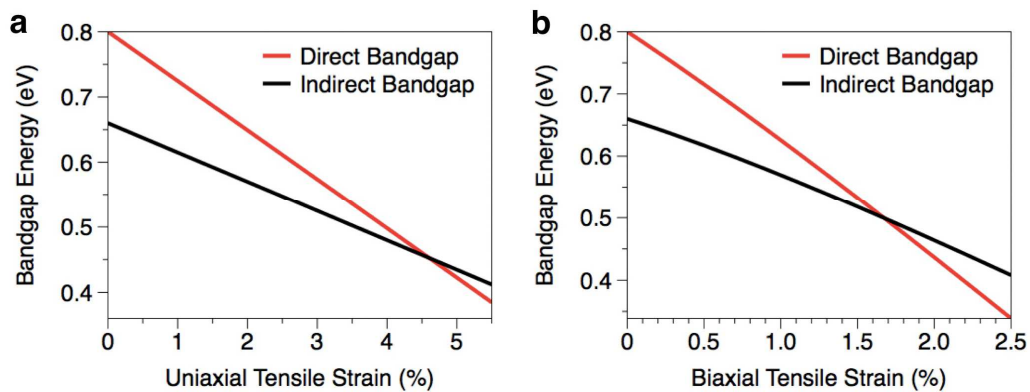 a
Direct Bandgap
Indirect Bandgap
Bandgap Energy (eV)
0.8
0.7
0.6
0.5
0.4
0 1 2 3 4 5
Uniaxial Tensile Strain (%)
b
Direct Bandgap
Indirect Bandgap
Bandgap Energy (eV)
0.8
0.7
0.6
0.5
0.4
0 0.5 1.0 1.5 2.0 2.5
Biaxial Tensile Strain (%)